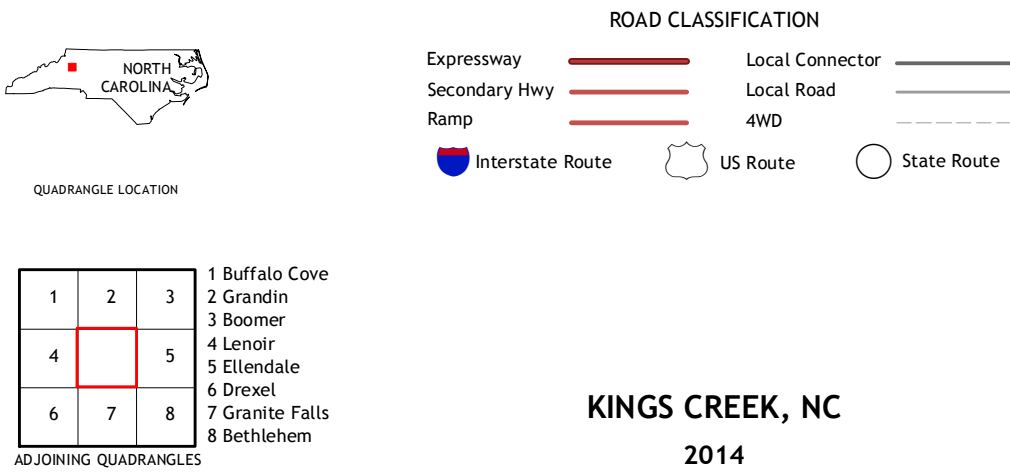 NORTH
CAROLINA
QUADRANGLE LOCATION
ROAD CLASSIFICATION
Expressway
Local Connector
Secondary Hwy
Local Road
Ramp
4WD
Interstate Route
US Route
State Route
1 2 3
4 5
6 7 8
ADJOINING QUADRANGLES
1 Buffalo Cove
2 Grandin
3 Boomer
4 Lenoir
5 Ellendale
6 Drexel
7 Granite Falls
8 Bethlehem
KINGS CREEK, NC
2014